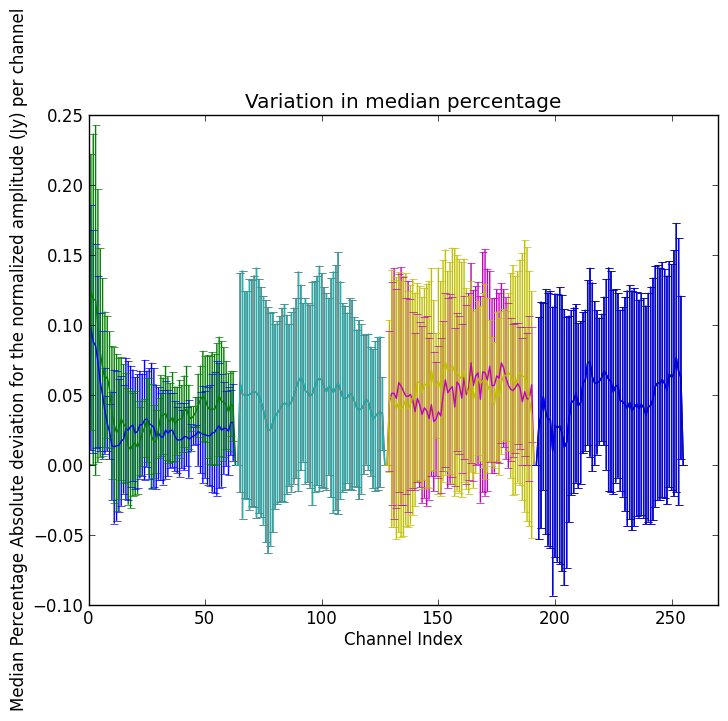 Variation in median percentage
Median Percentage Absolute deviation for the normalized amplitude (Jy) per channel
0.25
0.20
0.15
0.10
0.05
0.00
−0.05
−0.10
0 50 100 150 200 250
Channel Index